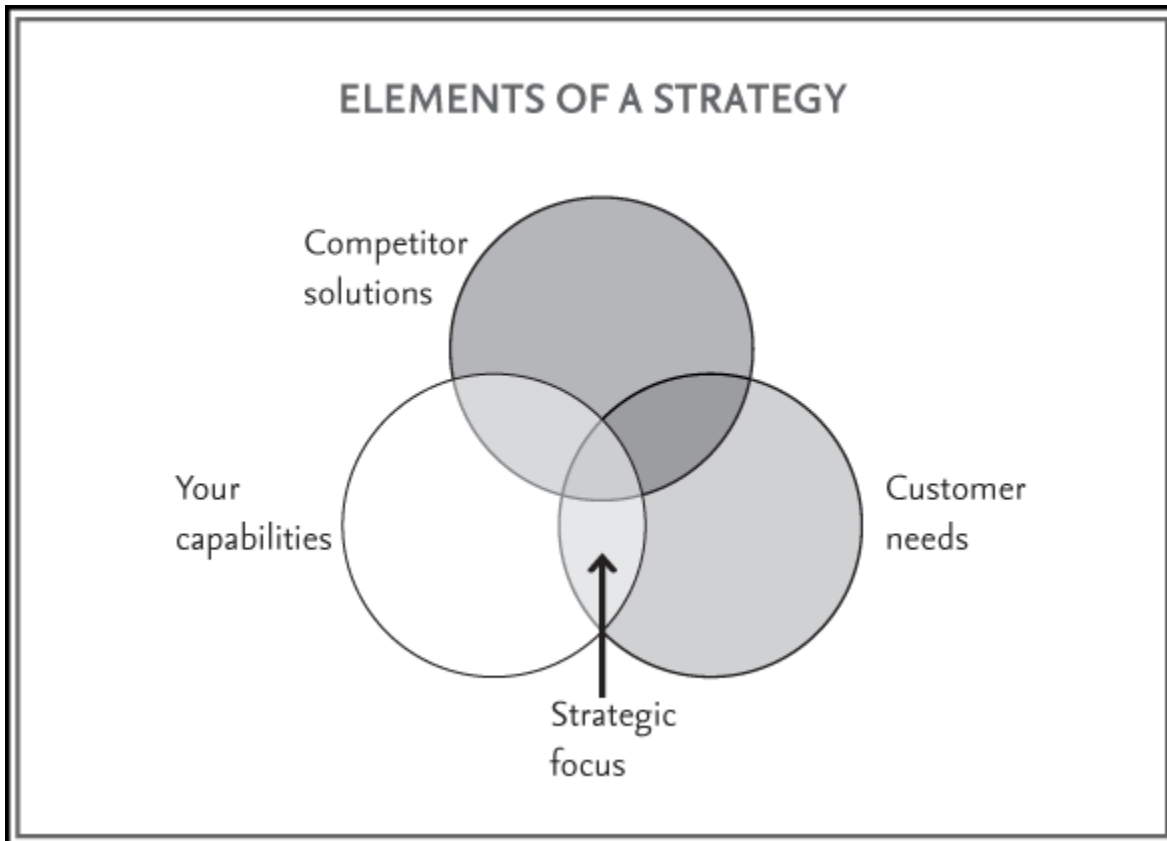 ELEMENTS OF A STRATEGY
Competitor
solutions
Your
capabilities
Customer
needs
Strategic
focus